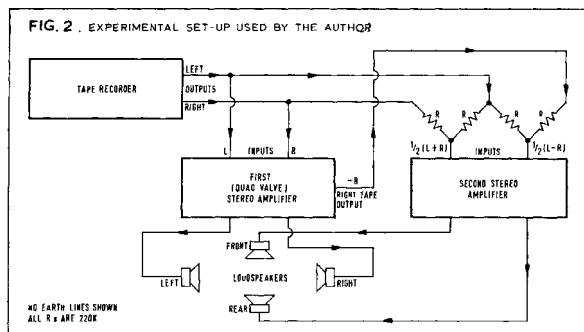 FIG. 2. EXPERIMENTAL SET-UP USED BY THE AUTHOR
TAPE RECORDER
LEFT
OUTPUTS
RIGHT
R R R R
L INPUTS R
½(L+R) INPUTS ½(L-R)
FIRST
(QUAD VALVE)
STEREO AMPLIFIER
-R
RIGHT TAPE
OUTPUT
SECOND STEREO
AMPLIFIER
FRONT
LEFT
LOUDSPEAKERS
RIGHT
REAR
NO EARTH LINES SHOWN
ALL R s ARE 220K